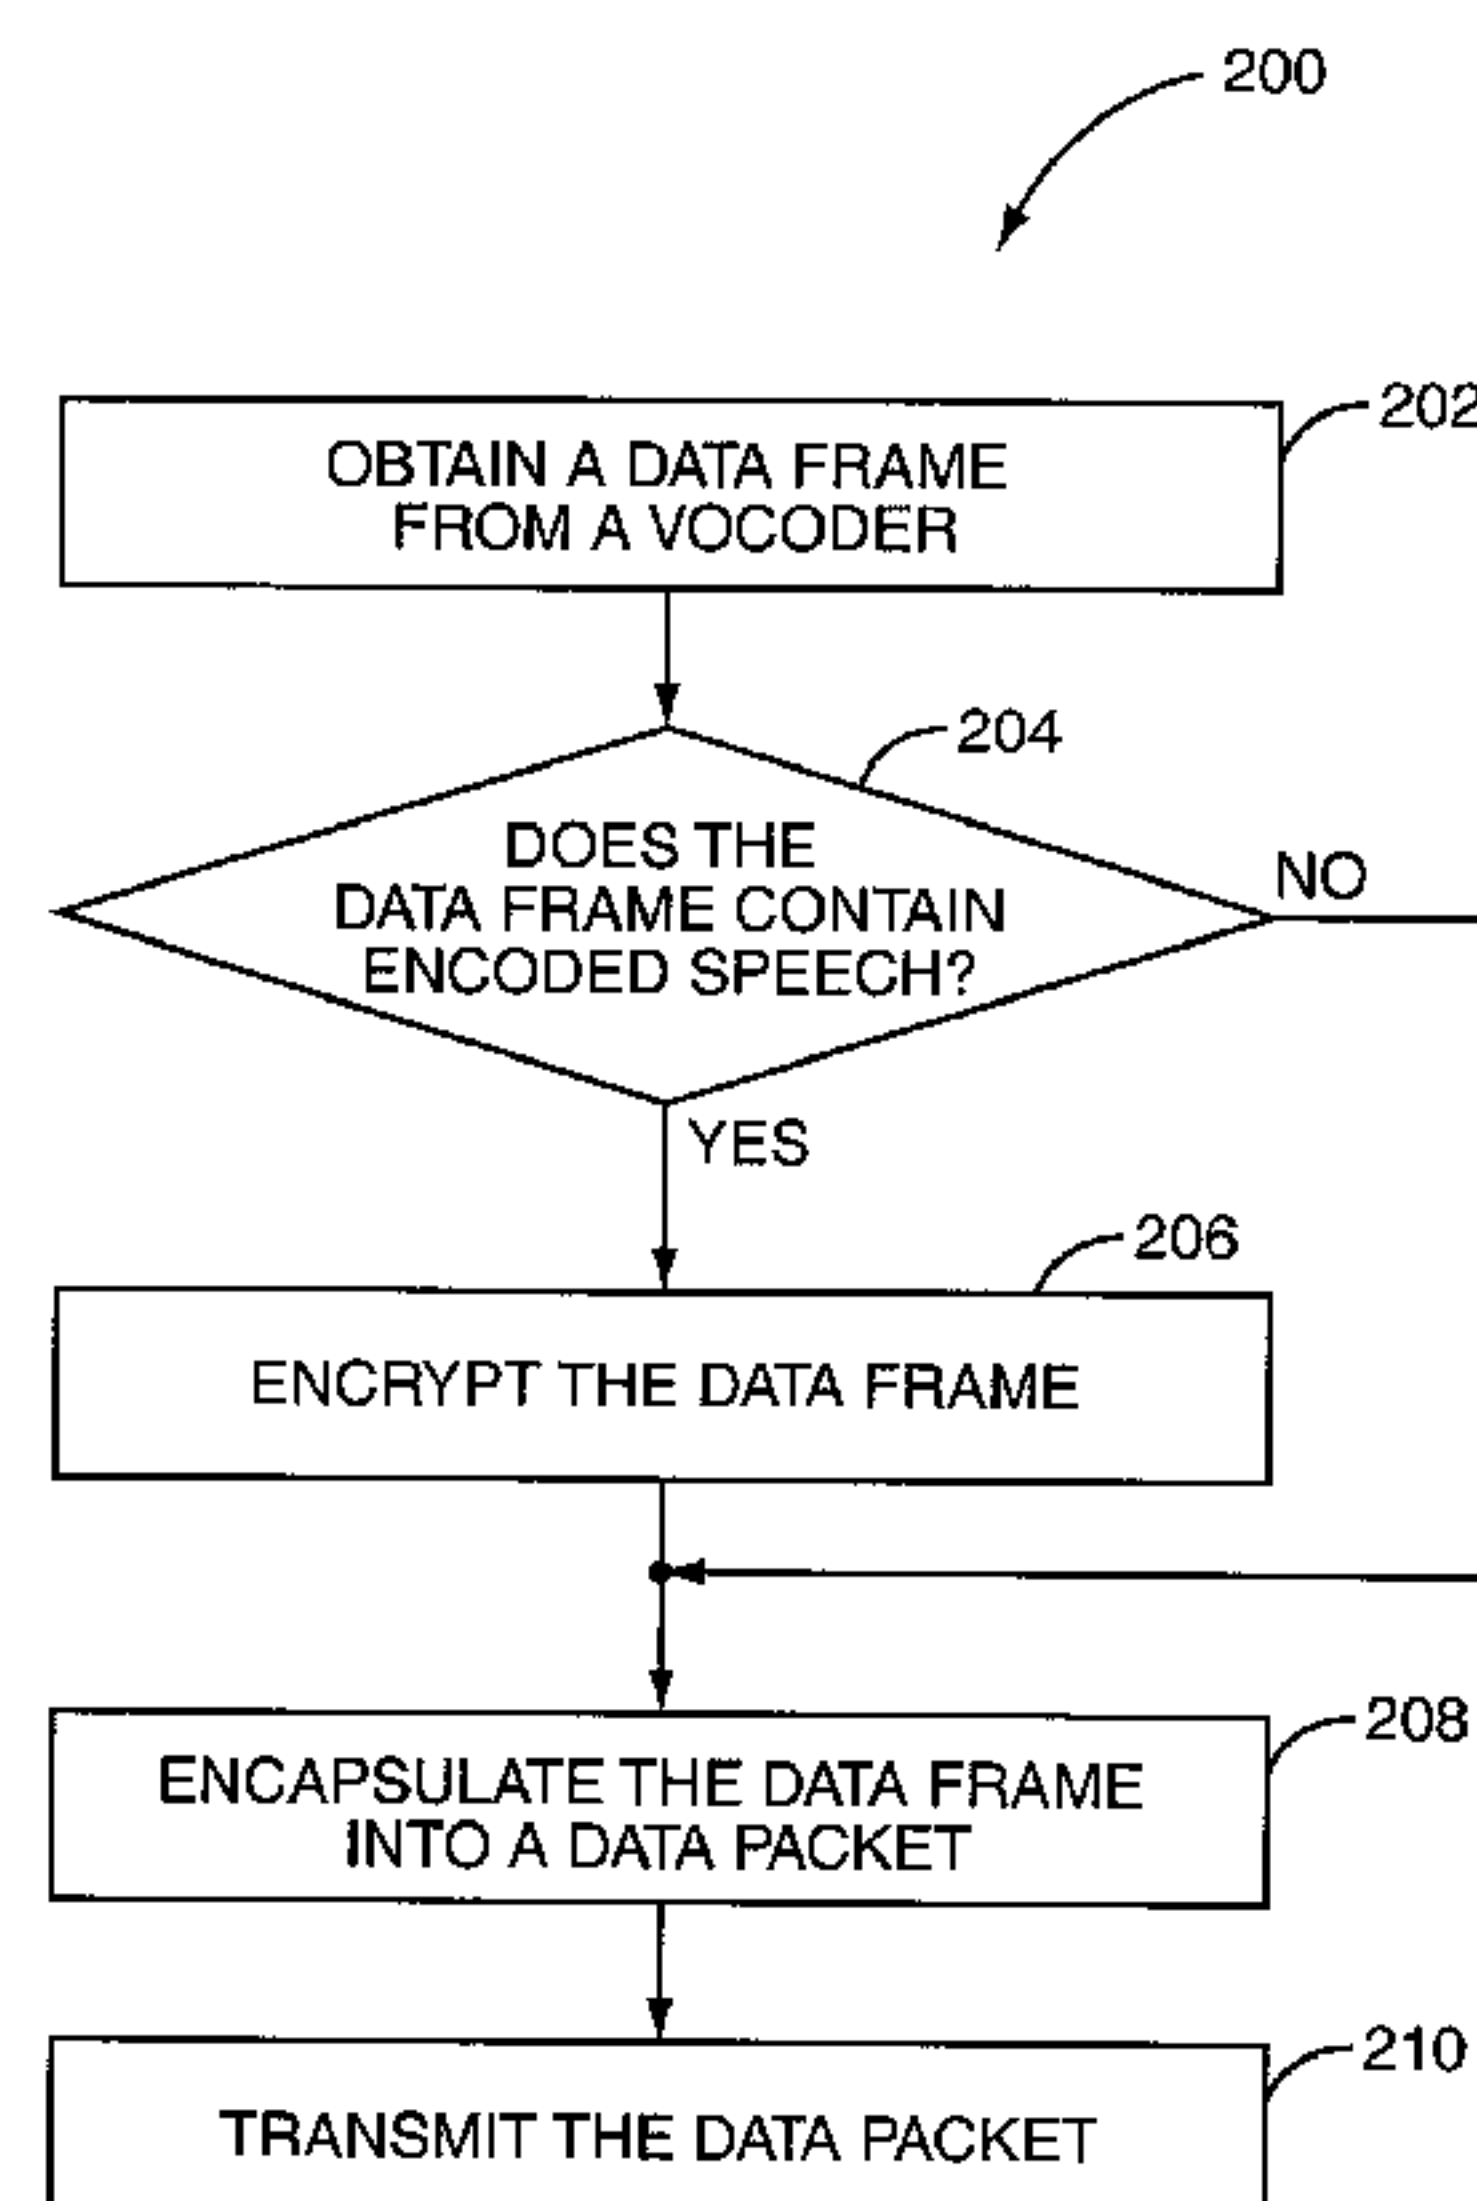 200
202
OBTAIN A DATA FRAME
FROM A VOCODER
204
DOES THE
DATA FRAME CONTAIN
ENCODED SPEECH?
NO
YES
206
ENCRYPT THE DATA FRAME
208
ENCAPSULATE THE DATA FRAME
INTO A DATA PACKET
210
TRANSMIT THE DATA PACKET